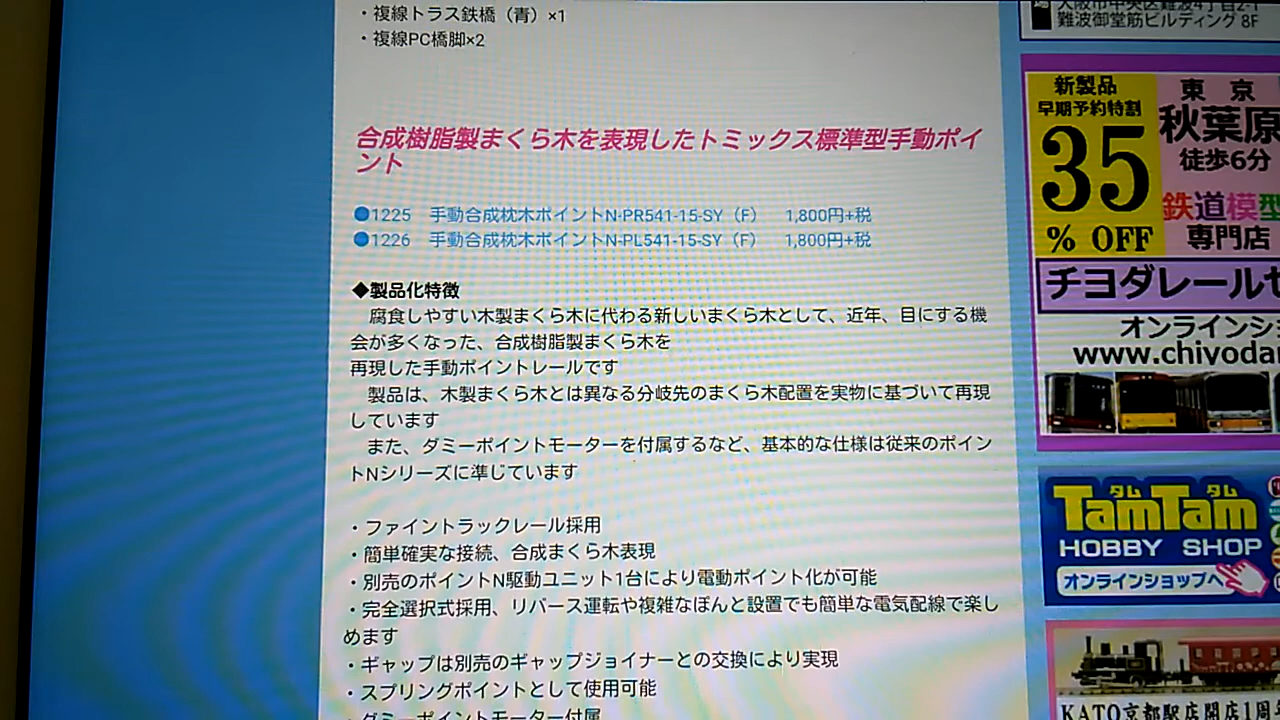 ・複線トラス鉄橋（青）×1
・複線PC橋脚×2
合成樹脂製まくら木を表現したトミックス標準型手動ポイ
ント
●1225　手動合成枕木ポイントN-PR541-15-SY（F）　1,800円+税
●1226　手動合成枕木ポイントN-PL541-15-SY（F）　1,800円+税
◆製品化特徴
　腐食しやすい木製まくら木に代わる新しいまくら木として、近年、目にする機
会が多くなった、合成樹脂製まくら木を
再現した手動ポイントレールです
　製品は、木製まくら木とは異なる分岐先のまくら木配置を実物に基づいて再現
しています
　また、ダミーポイントモーターを付属するなど、基本的な仕様は従来のポイン
トNシリーズに準じています
・ファイントラックレール採用
・簡単確実な接続、合成まくら木表現
・別売のポイントN駆動ユニット1台により電動ポイント化が可能
・完全選択式採用、リバース運転や複雑なぽんと設置でも簡単な電気配線で楽し
めます
・ギャップは別売のギャップジョイナーとの交換により実現
・スプリングポイントとして使用可能
・ダミーポイントモーター付属
大阪市中央区難波4丁目2-1
難波御堂筋ビルディング 8F
新製品
早期予約特割
35
% OFF
東京
秋葉原
徒歩6分
鉄道模型
専門店
チヨダレールセ
オンラインシ
www.chiyodai
タム タム
TamTam
HOBBY SHOP
オンラインショップへ
KATO京都駅店開店1周